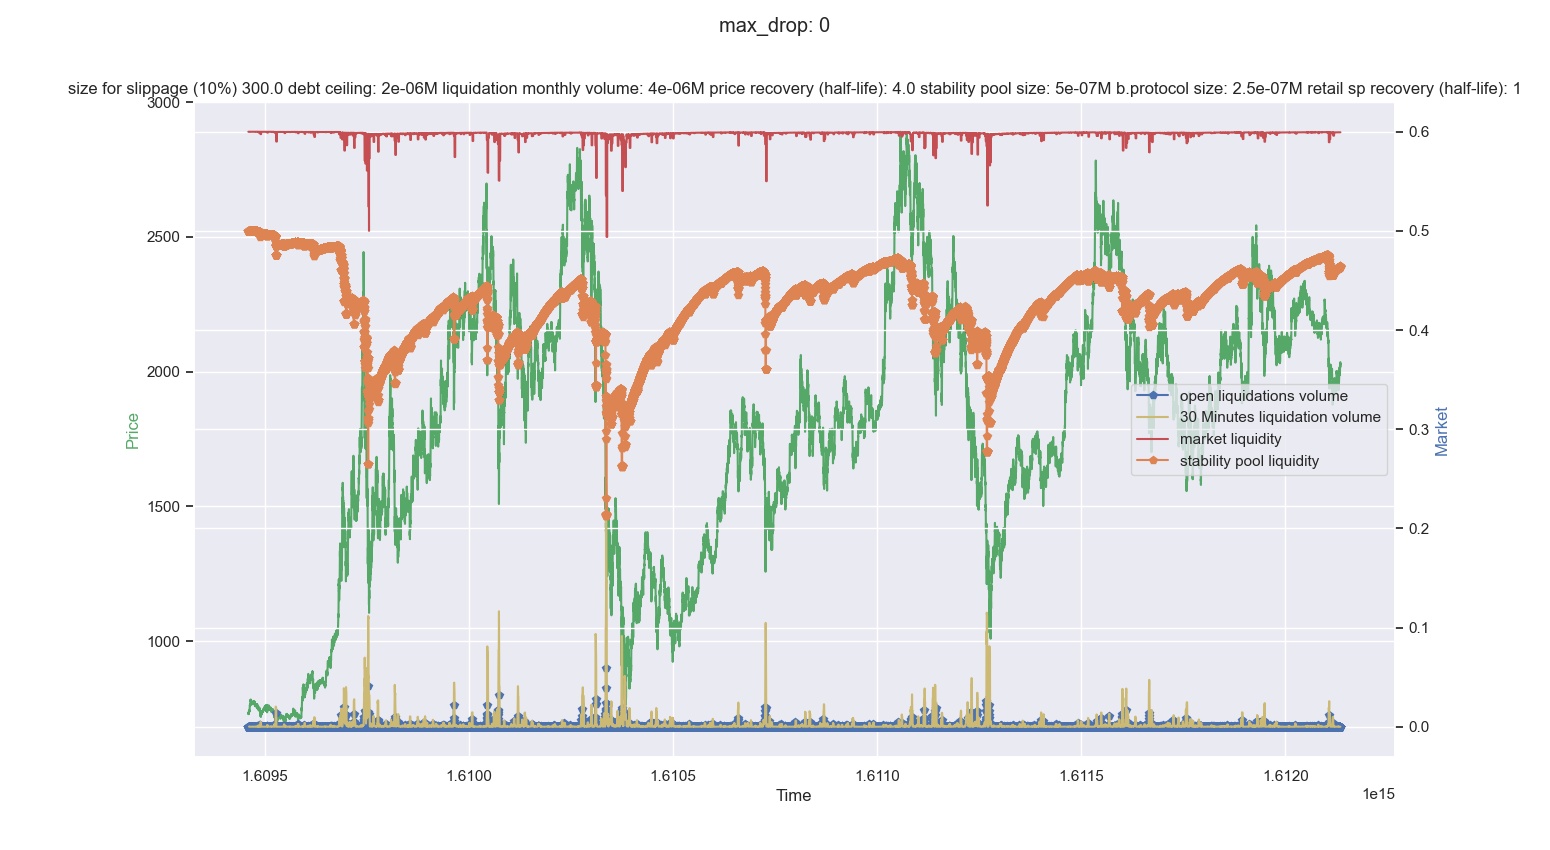 max_drop: 0
size for slippage (10%) 300.0 debt ceiling: 2e-06M liquidation monthly volume: 4e-06M price recovery (half-life): 4.0 stability pool size: 5e-07M b.protocol size: 2.5e-07M retail sp recovery (half-life): 1
3000
2500
2000
1500
1000
Price
0.6
0.5
0.4
0.3
0.2
0.1
0.0
Market
open liquidations volume
30 Minutes liquidation volume
market liquidity
stability pool liquidity
1.6095 1.6100 1.6105 1.6110 1.6115 1.6120
Time
1e15